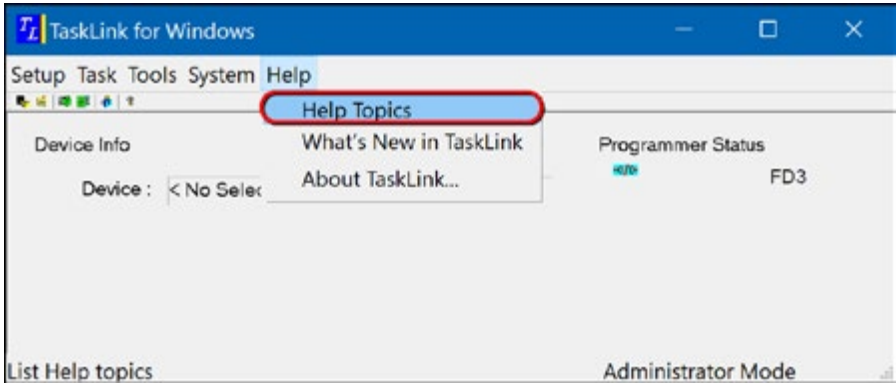 TL TaskLink for Windows
Setup Task Tools System Help
Help Topics
What's New in TaskLink
About TaskLink...
Device Info
Device : < No Selec
Programmer Status
FD3
List Help topics
Administrator Mode